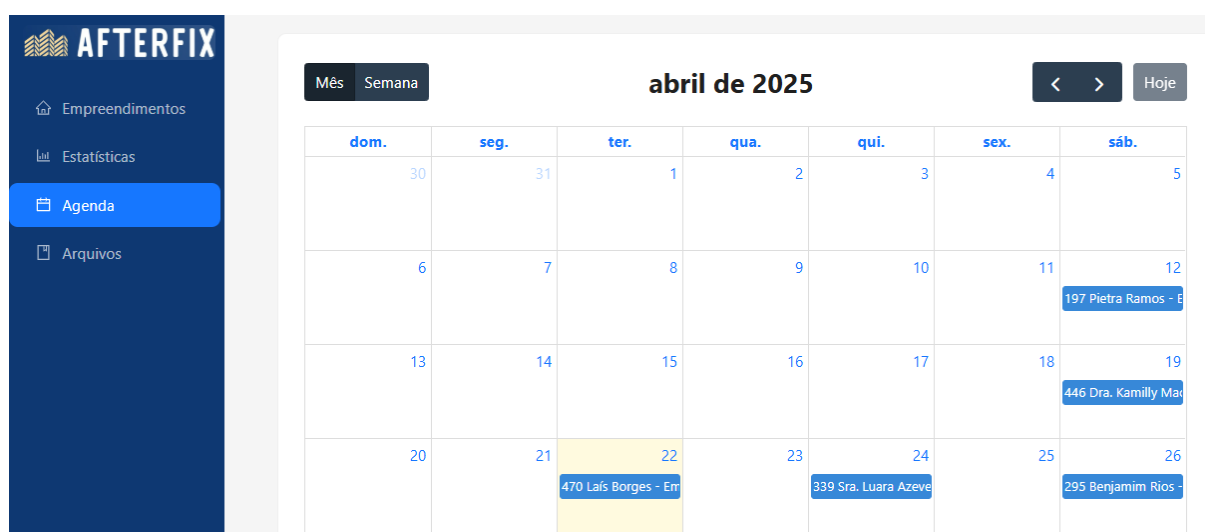 AFTERFIX
Empreendimentos
Estatísticas
Agenda
Arquivos
Mês Semana
abril de 2025
Hoje
dom. seg. ter. qua. qui. sex. sáb.
30 31 1 2 3 4 5
6 7 8 9 10 11 12
197 Pietra Ramos - E
13 14 15 16 17 18 19
446 Dra. Kamilly Mac
20 21 22 23 24 25 26
470 Laís Borges - Em 339 Sra. Luara Azeve 295 Benjamim Rios -